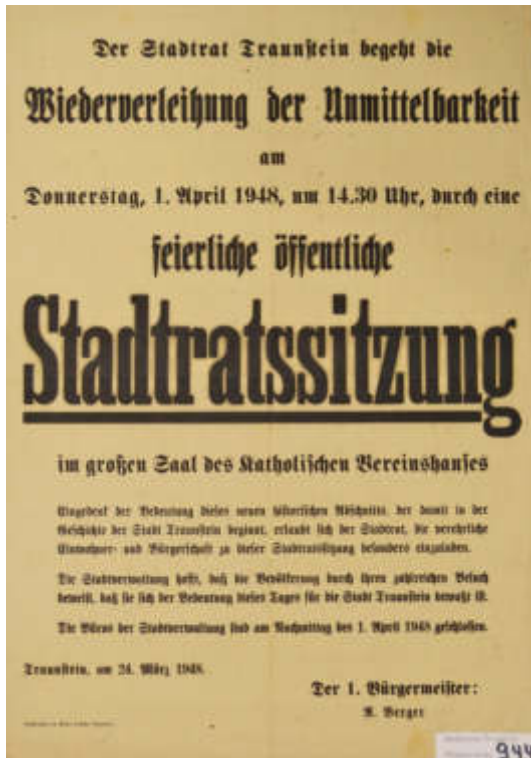 Der Stadtrat Traunstein begeht die
Wiederverleihung der Unmittelbarkeit
am
Donnerstag, 1. April 1948, um 14.30 Uhr, durch eine
feierliche öffentliche
Stadtratssitzung
im großen Saal des Katholischen Vereinshauses
Eingedenk der Bedeutung dieses neuen historischen Abschnitts, der damit in der
Geschichte der Stadt Traunstein beginnt, erlaubt sich der Stadtrat, die verehrliche
Einwohner- und Bürgerschaft zu dieser Stadtratssitzung besonders einzuladen.
Die Stadtverwaltung hofft, daß die Bevölkerung durch ihren zahlreichen Besuch
beweist, daß sie sich der Bedeutung dieses Tages für die Stadt Traunstein bewußt ist.
Die Büros der Stadtverwaltung sind am Nachmittag des 1. April 1948 geschlossen.
Traunstein, am 24. März 1948.
Der 1. Bürgermeister:
R. Berger
944